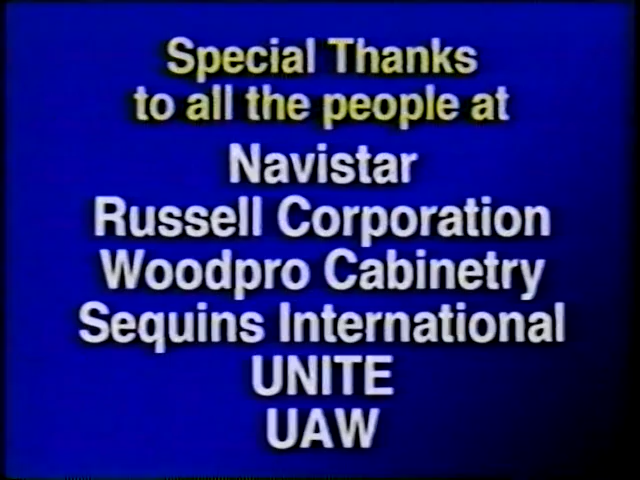 Special Thanks
to all the people at
Navistar
Russell Corporation
Woodpro Cabinetry
Sequins International
UNITE
UAW